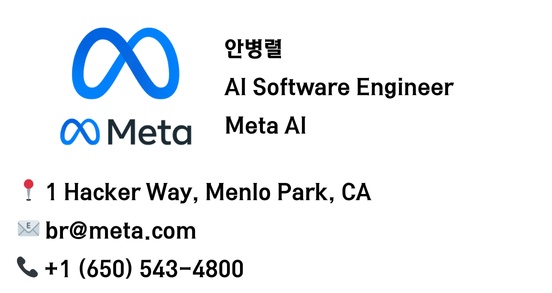 안병렬
AI Software Engineer
Meta
Meta AI
1 Hacker Way, Menlo Park, CA
br@meta.com
+1 (650) 543-4800